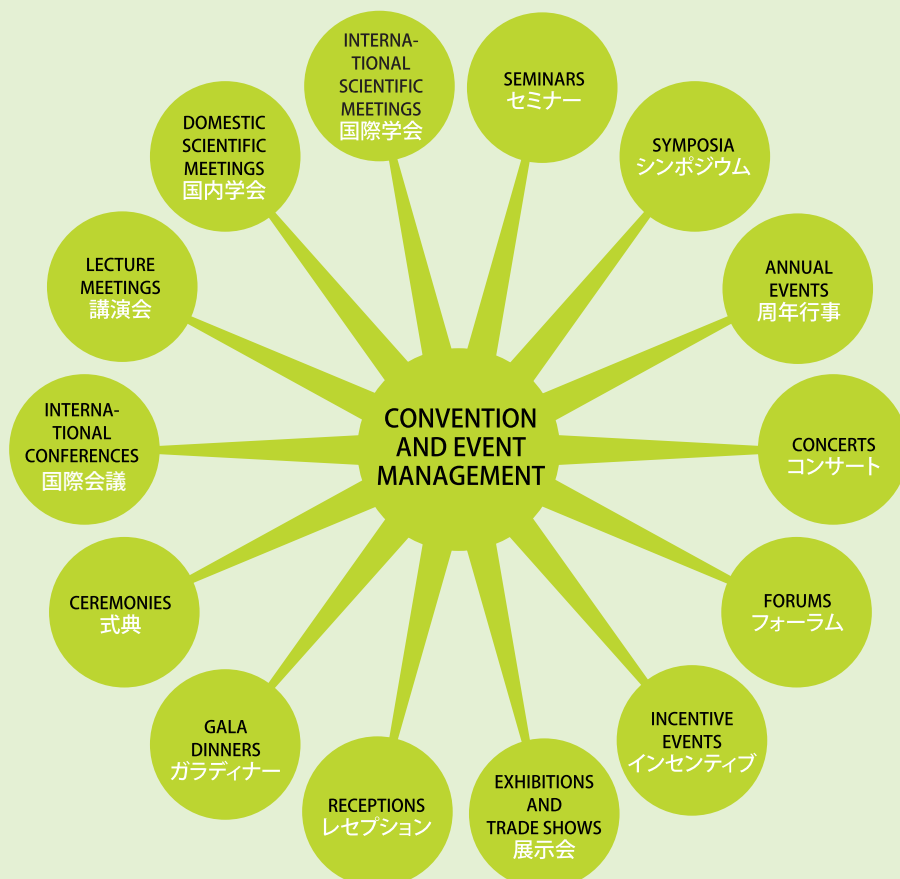 INTERNA-
TIONAL
SCIENTIFIC
MEETINGS
国際学会
SEMINARS
セミナー
SYMPOSIA
シンポジウム
ANNUAL
EVENTS
周年行事
CONCERTS
コンサート
FORUMS
フォーラム
INCENTIVE
EVENTS
インセンティブ
EXHIBITIONS
AND
TRADE SHOWS
展示会
RECEPTIONS
レセプション
GALA
DINNERS
ガラディナー
CEREMONIES
式典
INTERNA-
TIONAL
CONFERENCES
国際会議
LECTURE
MEETINGS
講演会
DOMESTIC
SCIENTIFIC
MEETINGS
国内学会
CONVENTION
AND EVENT
MANAGEMENT